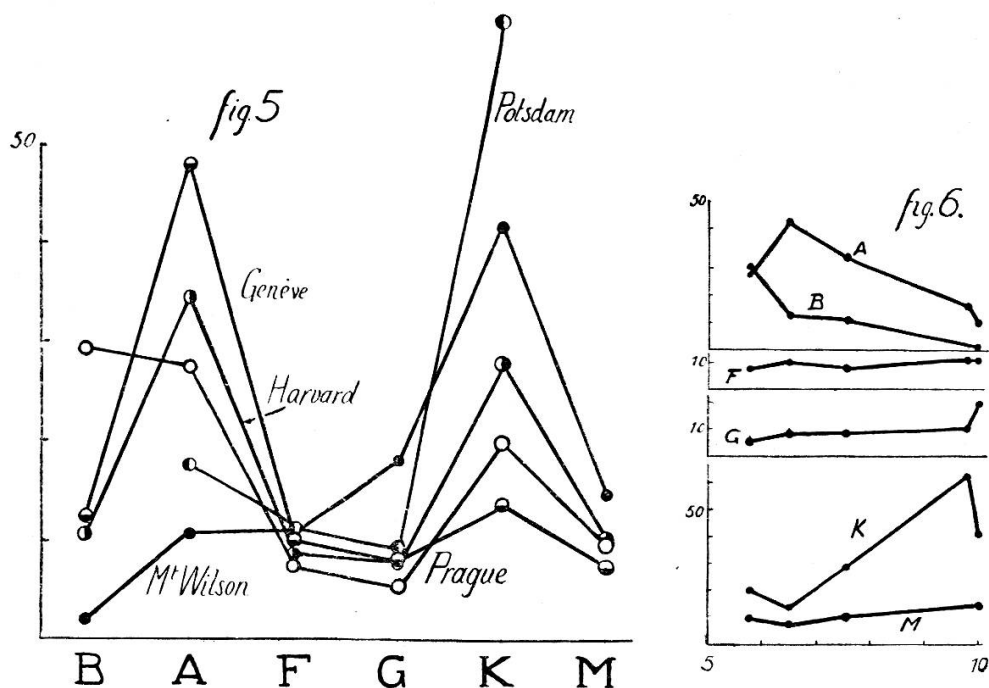 fig.5
50
Potsdam
Genève
Harvard
Mt Wilson
Prague
B A F G K M
fig.6.
50
A
B
10
F
10
G
50
K
M
5 10